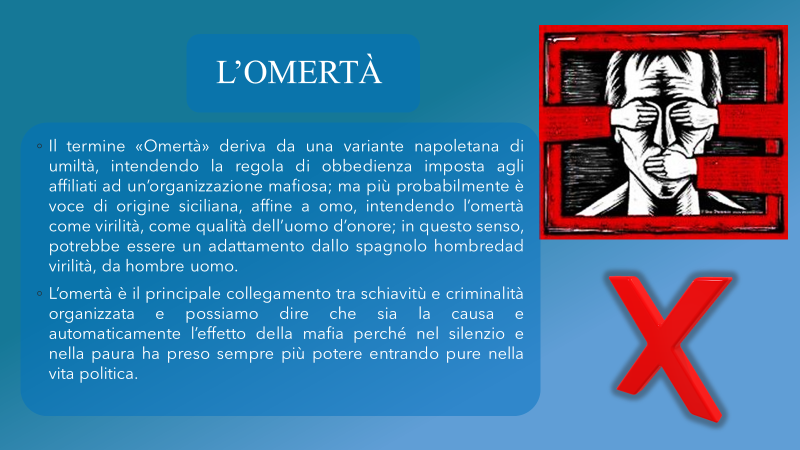 L’OMERTÀ
◦ Il termine «Omertà» deriva da una variante napoletana di
umiltà, intendendo la regola di obbedienza imposta agli
affiliati ad un’organizzazione mafiosa; ma più probabilmente è
voce di origine siciliana, affine a omo, intendendo l’omertà
come virilità, come qualità dell’uomo d’onore; in questo senso,
potrebbe essere un adattamento dallo spagnolo hombredad
virilità, da hombre uomo.
◦ L’omertà è il principale collegamento tra schiavitù e criminalità
organizzata e possiamo dire che sia la causa e
automaticamente l’effetto della mafia perché nel silenzio e
nella paura ha preso sempre più potere entrando pure nella
vita politica.